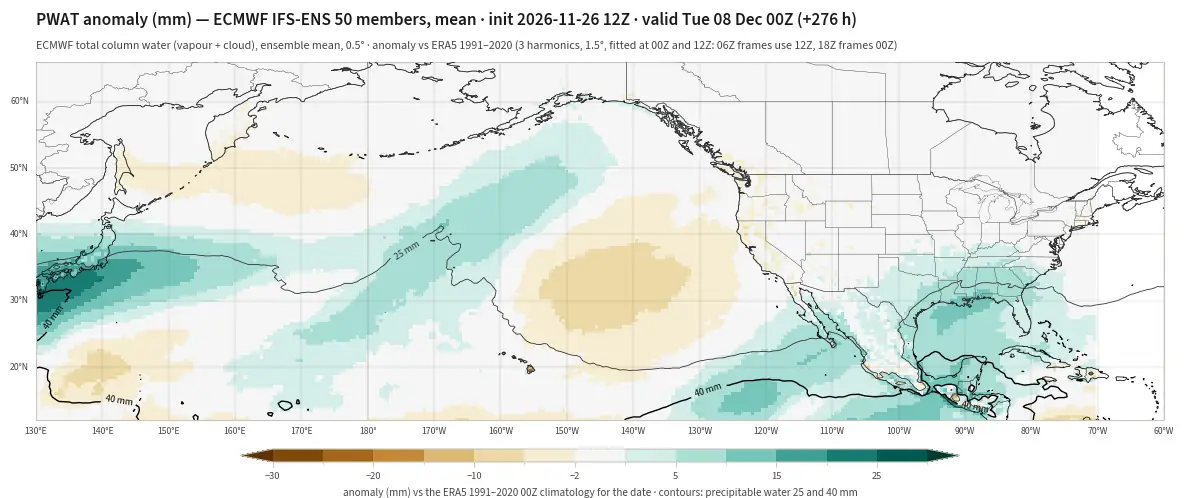 PWAT anomaly (mm) — ECMWF IFS-ENS 50 members, mean · init 2026-11-26 12Z · valid Tue 08 Dec 00Z (+276 h)
ECMWF total column water (vapour + cloud), ensemble mean, 0.5° · anomaly vs ERA5 1991–2020 (3 harmonics, 1.5°, fitted at 00Z and 12Z: 06Z frames use 12Z, 18Z frames 00Z)
60°N
50°N
40°N
30°N
20°N
25 mm
40 mm
40 mm
40 mm
40 mm
130°E 140°E 150°E 160°E 170°E 180° 170°W 160°W 150°W 140°W 130°W 120°W 110°W 100°W 90°W 80°W 70°W 60°W
−30 −20 −10 −2 5 15 25
anomaly (mm) vs the ERA5 1991–2020 00Z climatology for the date · contours: precipitable water 25 and 40 mm